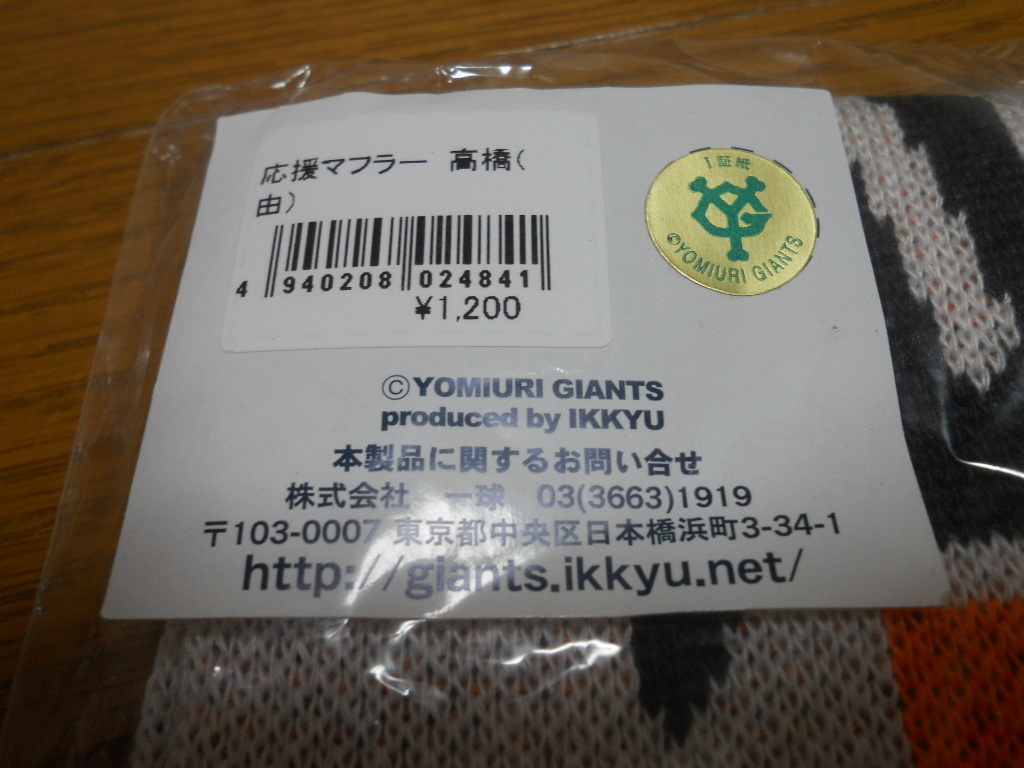 応援マフラー 高橋(
由)
4 940208 024841
¥1,200
証紙
YG
©YOMIURI GIANTS
©YOMIURI GIANTS
produced by IKKYU
本製品に関するお問い合せ
株式会社 一球 03(3663)1919
〒103-0007 東京都中央区日本橋浜町3-34-1
http://giants.ikkyu.net/